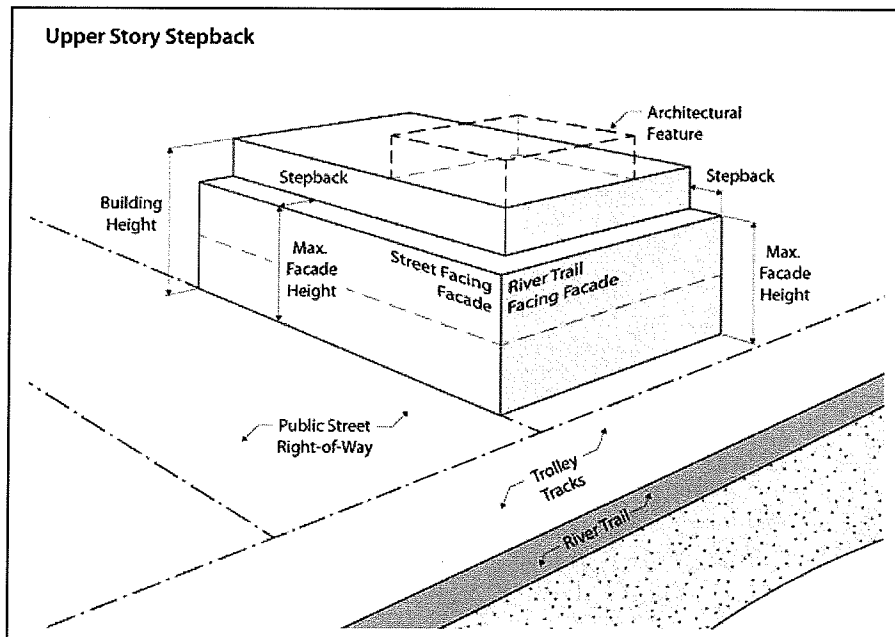 Upper Story Stepback
Architectural
Feature
Stepback
Stepback
Building
Height
Max.
Facade
Height
Street Facing
Facade
River Trail
Facing Facade
Max.
Facade
Height
Public Street
Right-of-Way
Trolley
Tracks
River Trail